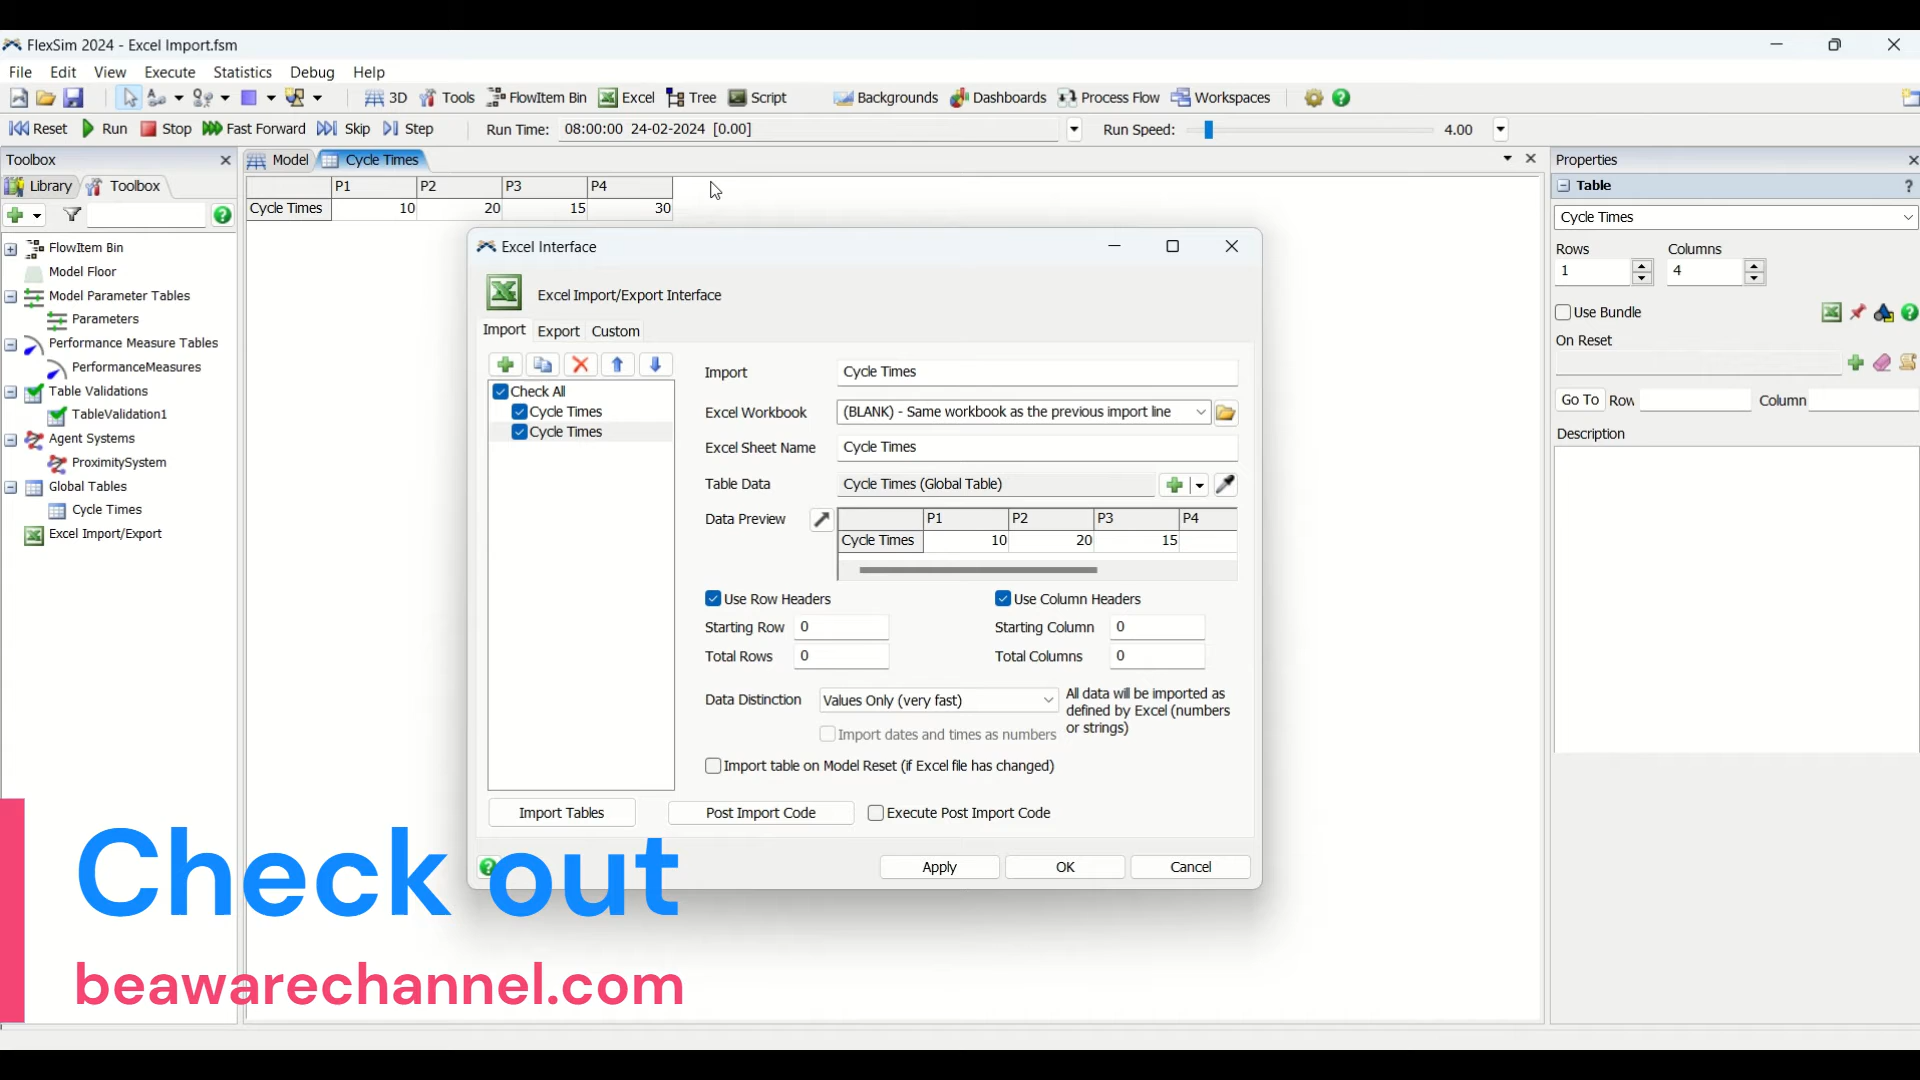 FlexSim 2024 - Excel Import.fsm
File Edit View Execute Statistics Debug Help
3D Tools FlowItem Bin Excel Tree Script Backgrounds Dashboards Process Flow Workspaces
Reset Run Stop Fast Forward Skip Step Run Time: 08:00:00 24-02-2024 [0.00] Run Speed: 4.00
Toolbox
Library Toolbox
FlowItem Bin
Model Floor
Model Parameter Tables
Parameters
Performance Measure Tables
PerformanceMeasures
Table Validations
TableValidation1
Agent Systems
ProximitySystem
Global Tables
Cycle Times
Excel Import/Export
Model Cycle Times
P1 P2 P3 P4
Cycle Times 10 20 15 30
Excel Interface
Excel Import/Export Interface
Import Export Custom
Check All
Cycle Times
Cycle Times
Import Cycle Times
Excel Workbook (BLANK) - Same workbook as the previous import line
Excel Sheet Name Cycle Times
Table Data Cycle Times (Global Table)
Data Preview P1 P2 P3 P4
Cycle Times 10 20 15
Use Row Headers Use Column Headers
Starting Row 0 Starting Column 0
Total Rows 0 Total Columns 0
Data Distinction Values Only (very fast)
All data will be imported as
defined by Excel (numbers
or strings)
Import dates and times as numbers
Import table on Model Reset (if Excel file has changed)
Import Tables Post Import Code Execute Post Import Code
Apply OK Cancel
Properties
Table ?
Cycle Times
Rows Columns
1 4
Use Bundle
On Reset
Go To Row Column
Description
Check out
beawarechannel.com